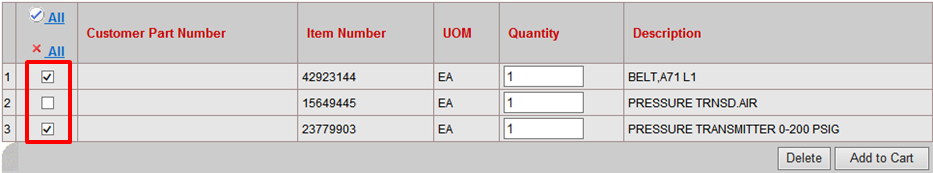 All
All
Customer Part Number Item Number UOM Quantity Description
1 42923144 EA 1 BELT,A71 L1
2 15649445 EA 1 PRESSURE TRNSD.AIR
3 23779903 EA 1 PRESSURE TRANSMITTER 0-200 PSIG
Delete Add to Cart